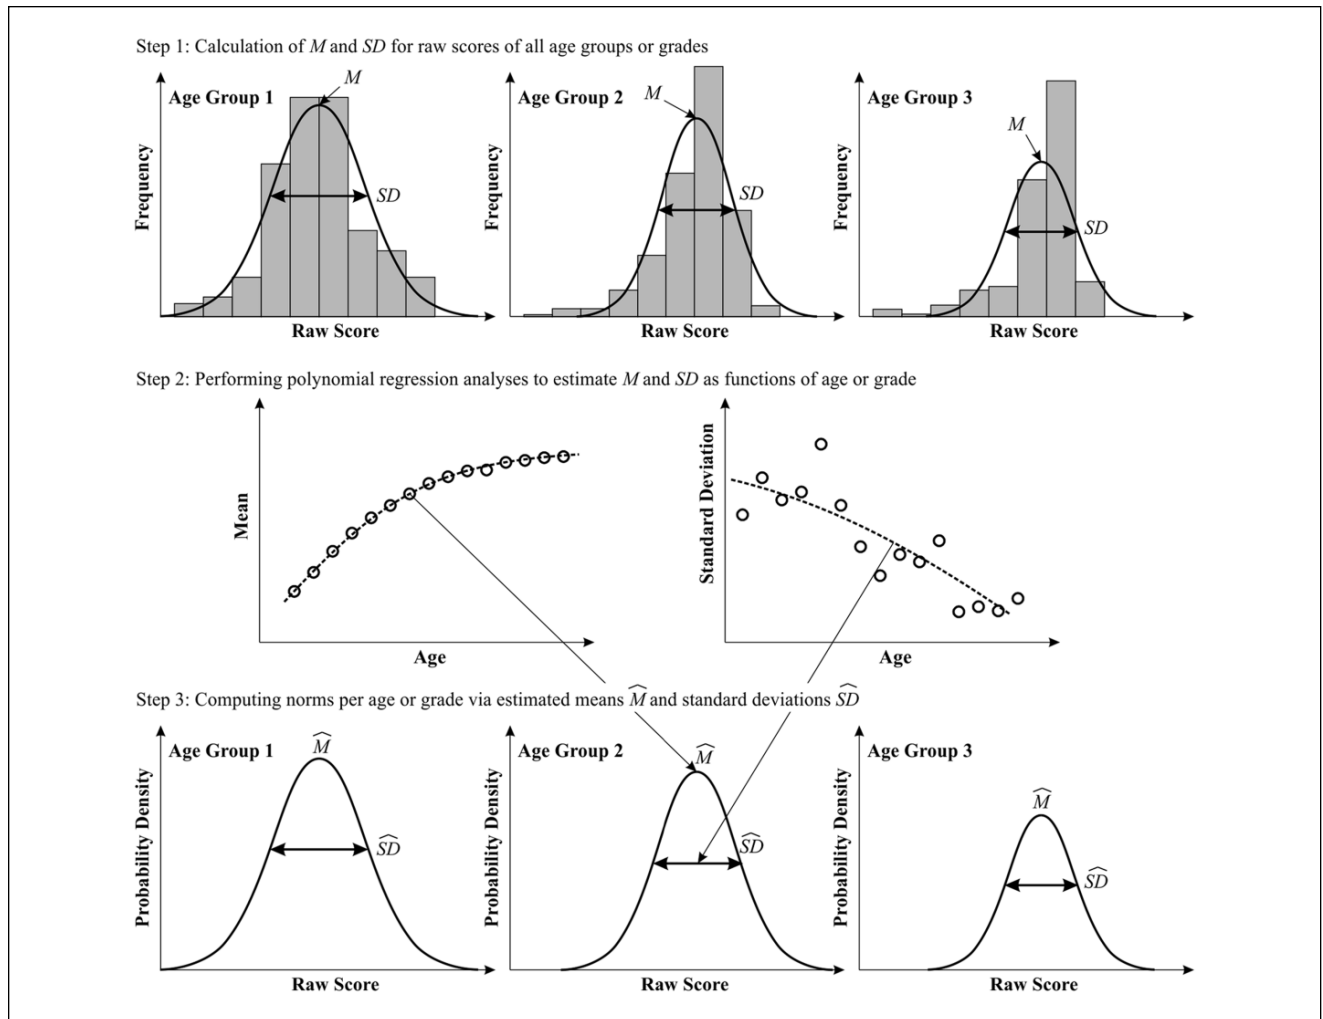 Step 1: Calculation of M and SD for raw scores of all age groups or grades
Age Group 1
M
SD
Frequency
Raw Score
Age Group 2
M
SD
Frequency
Raw Score
Age Group 3
M
SD
Frequency
Raw Score
Step 2: Performing polynomial regression analyses to estimate M and SD as functions of age or grade
Mean
Age
Standard Deviation
Age
Step 3: Computing norms per age or grade via estimated means M̂ and standard deviations SD̂
Age Group 1
M̂
SD̂
Probability Density
Raw Score
Age Group 2
M̂
SD̂
Probability Density
Raw Score
Age Group 3
M̂
SD̂
Probability Density
Raw Score